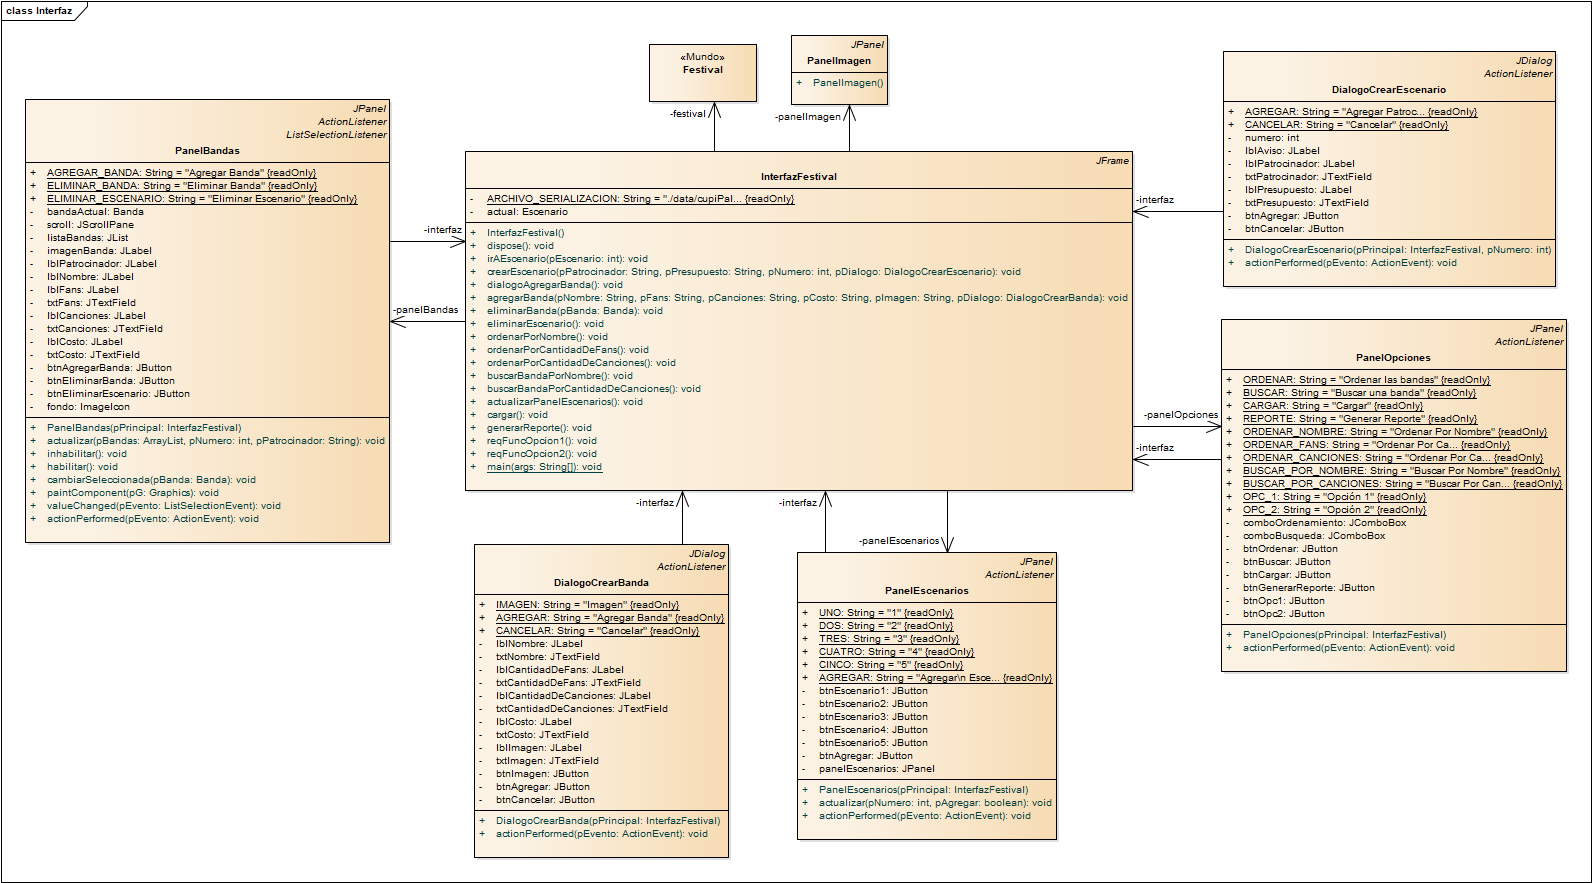 class Interfaz
«Mundo»
Festival
JPanel
PanelImagen
+ PanelImagen()
-festival
-panelImagen
JPanel
ActionListener
ListSelectionListener
PanelBandas
+ AGREGAR_BANDA: String = "Agregar Banda" {readOnly}
+ ELIMINAR_BANDA: String = "Eliminar Banda" {readOnly}
+ ELIMINAR_ESCENARIO: String = "Eliminar Escenario" {readOnly}
- bandaActual: Banda
- scroll: JScrollPane
- listaBandas: JList
- imagenBanda: JLabel
- lblPatrocinador: JLabel
- lblNombre: JLabel
- lblFans: JLabel
- txtFans: JTextField
- lblCanciones: JLabel
- txtCanciones: JTextField
- lblCosto: JLabel
- txtCosto: JTextField
- btnAgregarBanda: JButton
- btnEliminarBanda: JButton
- btnEliminarEscenario: JButton
- fondo: ImageIcon
+ PanelBandas(pPrincipal: InterfazFestival)
+ actualizar(pBandas: ArrayList, pNumero: int, pPatrocinador: String): void
+ inhabilitar(): void
+ habilitar(): void
+ cambiarSeleccionada(pBanda: Banda): void
+ paintComponent(pG: Graphics): void
+ valueChanged(pEvento: ListSelectionEvent): void
+ actionPerformed(pEvento: ActionEvent): void
-interfaz
-panelBandas
JFrame
InterfazFestival
- ARCHIVO_SERIALIZACION: String = "./data/cupiPal... {readOnly}
- actual: Escenario
+ InterfazFestival()
+ dispose(): void
+ irAEscenario(pEscenario: int): void
+ crearEscenario(pPatrocinador: String, pPresupuesto: String, pNumero: int, pDialogo: DialogoCrearEscenario): void
+ dialogoAgregarBanda(): void
+ agregarBanda(pNombre: String, pFans: String, pCanciones: String, pCosto: String, pImagen: String, pDialogo: DialogoCrearBanda): void
+ eliminarBanda(pBanda: Banda): void
+ eliminarEscenario(): void
+ ordenarPorNombre(): void
+ ordenarPorCantidadDeFans(): void
+ ordenarPorCantidadDeCanciones(): void
+ buscarBandaPorNombre(): void
+ buscarBandaPorCantidadDeCanciones(): void
+ actualizarPanelEscenarios(): void
+ cargar(): void
+ generarReporte(): void
+ reqFuncOpcion1(): void
+ reqFuncOpcion2(): void
+ main(args: String[]): void
-interfaz
JDialog
ActionListener
DialogoCrearEscenario
+ AGREGAR: String = "Agregar Patroc... {readOnly}
+ CANCELAR: String = "Cancelar" {readOnly}
- numero: int
- lblAviso: JLabel
- lblPatrocinador: JLabel
- txtPatrocinador: JTextField
- lblPresupuesto: JLabel
- txtPresupuesto: JTextField
- btnAgregar: JButton
- btnCancelar: JButton
+ DialogoCrearEscenario(pPrincipal: InterfazFestival, pNumero: int)
+ actionPerformed(pEvento: ActionEvent): void
-panelOpciones
-interfaz
JPanel
ActionListener
PanelOpciones
+ ORDENAR: String = "Ordenar las bandas" {readOnly}
+ BUSCAR: String = "Buscar una banda" {readOnly}
+ CARGAR: String = "Cargar" {readOnly}
+ REPORTE: String = "Generar Reporte" {readOnly}
+ ORDENAR_NOMBRE: String = "Ordenar Por Nombre" {readOnly}
+ ORDENAR_FANS: String = "Ordenar Por Ca... {readOnly}
+ ORDENAR_CANCIONES: String = "Ordenar Por Ca... {readOnly}
+ BUSCAR_POR_NOMBRE: String = "Buscar Por Nombre" {readOnly}
+ BUSCAR_POR_CANCIONES: String = "Buscar Por Can... {readOnly}
+ OPC_1: String = "Opción 1" {readOnly}
+ OPC_2: String = "Opción 2" {readOnly}
- comboOrdenamiento: JComboBox
- comboBusqueda: JComboBox
- btnOrdenar: JButton
- btnBuscar: JButton
- btnCargar: JButton
- btnGenerarReporte: JButton
- btnOpc1: JButton
- btnOpc2: JButton
+ PanelOpciones(pPrincipal: InterfazFestival)
+ actionPerformed(pEvento: ActionEvent): void
-interfaz
-interfaz
-panelEscenarios
JDialog
ActionListener
DialogoCrearBanda
+ IMAGEN: String = "Imagen" {readOnly}
+ AGREGAR: String = "Agregar Banda" {readOnly}
+ CANCELAR: String = "Cancelar" {readOnly}
- lblNombre: JLabel
- txtNombre: JTextField
- lblCantidadDeFans: JLabel
- txtCantidadDeFans: JTextField
- lblCantidadDeCanciones: JLabel
- txtCantidadDeCanciones: JTextField
- lblCosto: JLabel
- txtCosto: JTextField
- lblImagen: JLabel
- txtImagen: JTextField
- btnImagen: JButton
- btnAgregar: JButton
- btnCancelar: JButton
+ DialogoCrearBanda(pPrincipal: InterfazFestival)
+ actionPerformed(pEvento: ActionEvent): void
JPanel
ActionListener
PanelEscenarios
+ UNO: String = "1" {readOnly}
+ DOS: String = "2" {readOnly}
+ TRES: String = "3" {readOnly}
+ CUATRO: String = "4" {readOnly}
+ CINCO: String = "5" {readOnly}
+ AGREGAR: String = "Agregar\n Esce... {readOnly}
- btnEscenario1: JButton
- btnEscenario2: JButton
- btnEscenario3: JButton
- btnEscenario4: JButton
- btnEscenario5: JButton
- btnAgregar: JButton
- panelEscenarios: JPanel
+ PanelEscenarios(pPrincipal: InterfazFestival)
+ actualizar(pNumero: int, pAgregar: boolean): void
+ actionPerformed(pEvento: ActionEvent): void